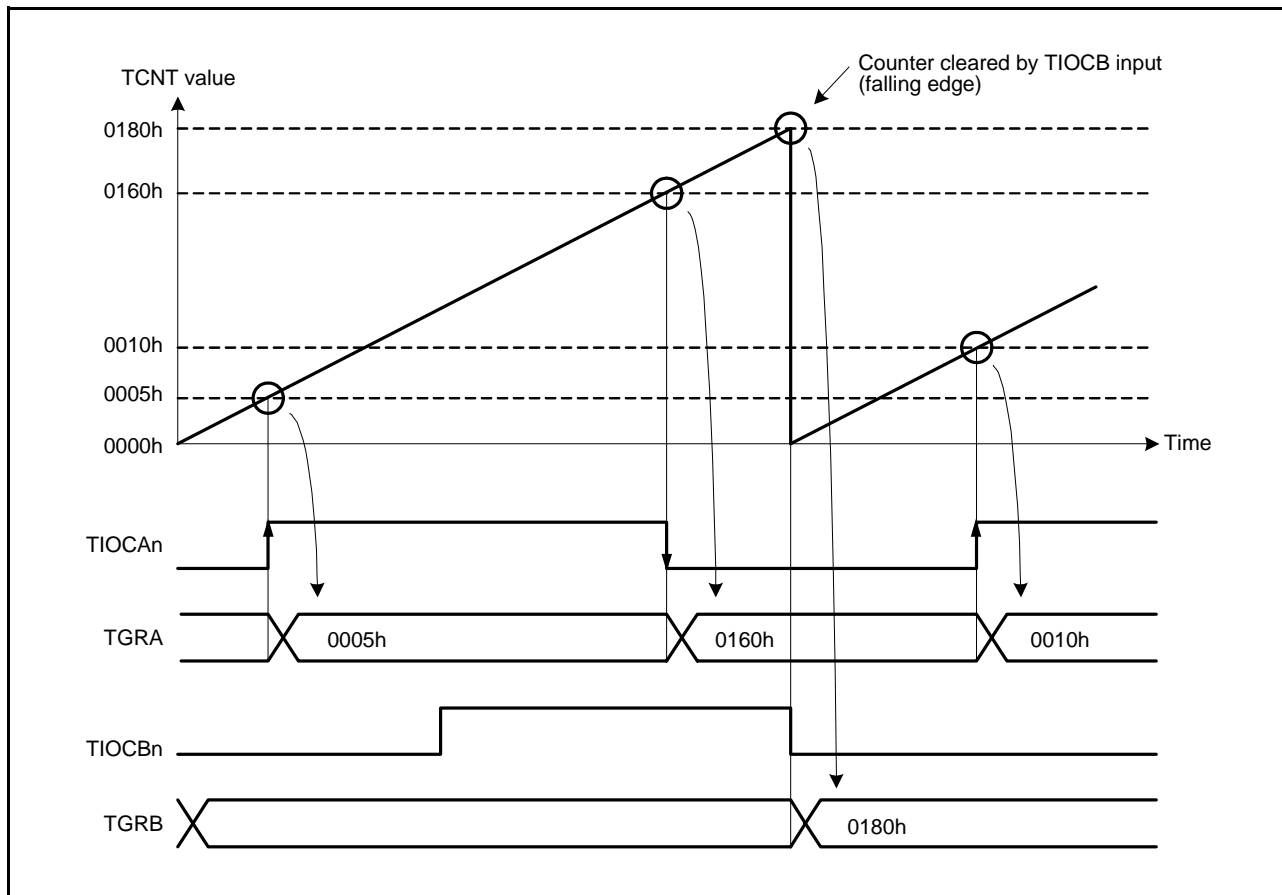 Counter cleared by TIOCB input
(falling edge)
TCNT value
0180h
0160h
0010h
0005h
0000h
Time
TIOCAn
TGRA
0005h
0160h
0010h
TIOCBn
TGRB
0180h